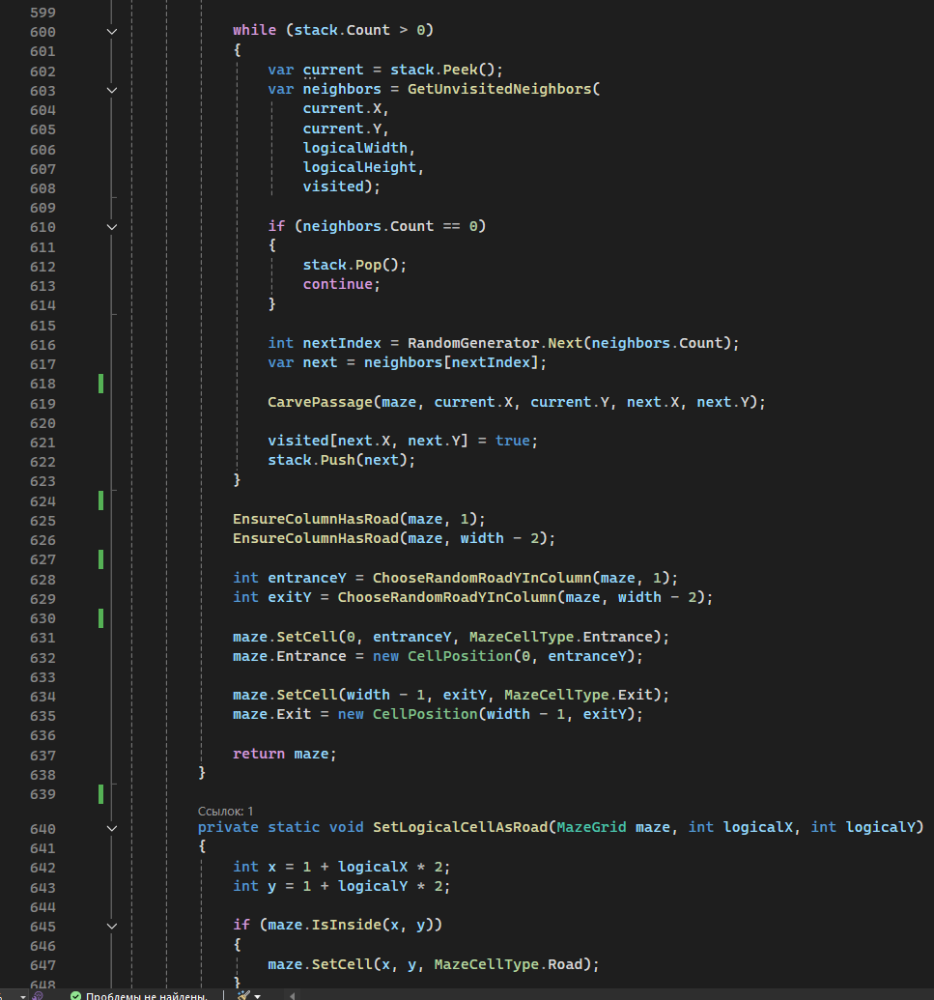 599
600 while (stack.Count > 0)
601 {
602 var current = stack.Peek();
603 var neighbors = GetUnvisitedNeighbors(
604 current.X,
605 current.Y,
606 logicalWidth,
607 logicalHeight,
608 visited);
609
610 if (neighbors.Count == 0)
611 {
612 stack.Pop();
613 continue;
614 }
615
616 int nextIndex = RandomGenerator.Next(neighbors.Count);
617 var next = neighbors[nextIndex];
618
619 CarvePassage(maze, current.X, current.Y, next.X, next.Y);
620
621 visited[next.X, next.Y] = true;
622 stack.Push(next);
623 }
624
625 EnsureColumnHasRoad(maze, 1);
626 EnsureColumnHasRoad(maze, width - 2);
627
628 int entranceY = ChooseRandomRoadYInColumn(maze, 1);
629 int exitY = ChooseRandomRoadYInColumn(maze, width - 2);
630
631 maze.SetCell(0, entranceY, MazeCellType.Entrance);
632 maze.Entrance = new CellPosition(0, entranceY);
633
634 maze.SetCell(width - 1, exitY, MazeCellType.Exit);
635 maze.Exit = new CellPosition(width - 1, exitY);
636
637 return maze;
638 }
639
Ссылок: 1
640 private static void SetLogicalCellAsRoad(MazeGrid maze, int logicalX, int logicalY)
641 {
642 int x = 1 + logicalX * 2;
643 int y = 1 + logicalY * 2;
644
645 if (maze.IsInside(x, y))
646 {
647 maze.SetCell(x, y, MazeCellType.Road);
648 }
Проблемы не найдены.